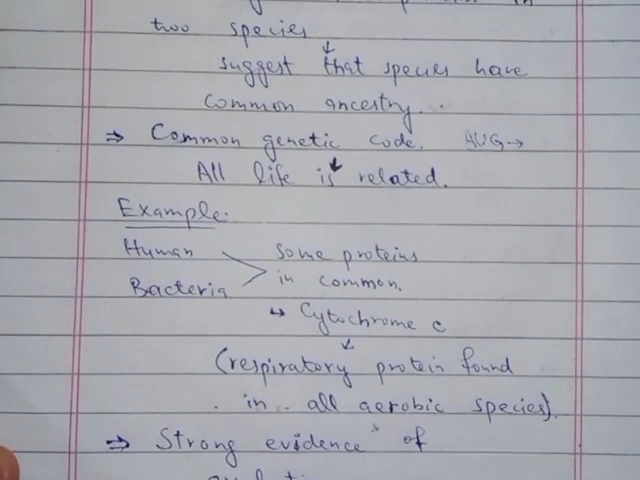 two species
↓
suggest that species have
common ancestry.
⇒ Common genetic code. AUG→
All life is related.
Example:
Human
Bacteria
Some proteins
in common.
↳ Cytochrome c
↓
(respiratory protein found
in all aerobic species).
⇒ Strong evidence of